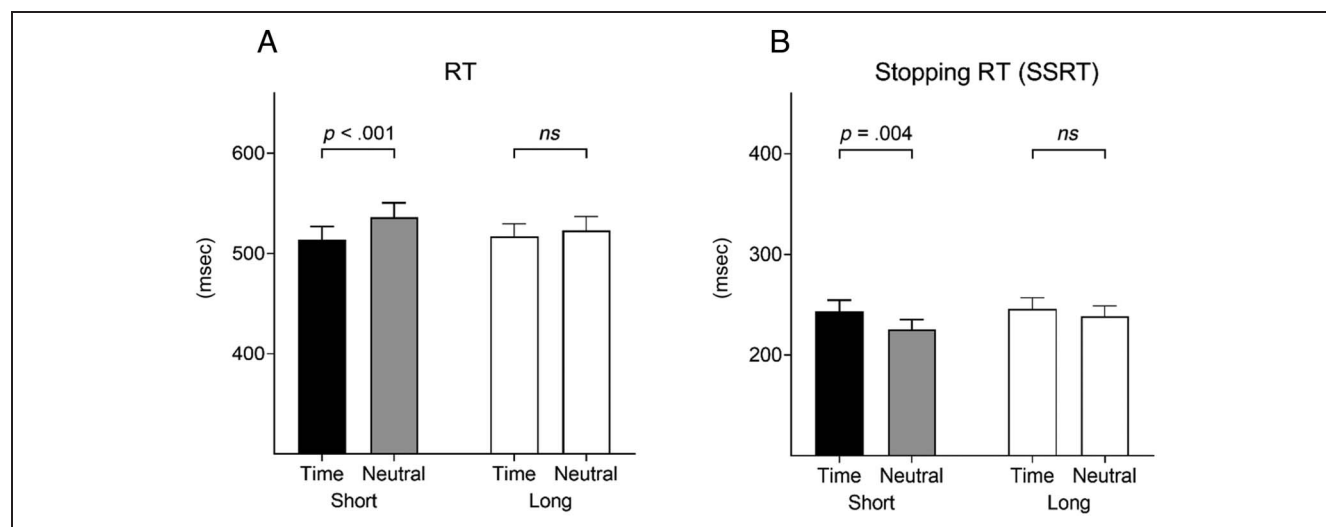 A
RT
(msec)
600
500
400
p < .001
ns
Time Neutral Time Neutral
Short Long
B
Stopping RT (SSRT)
(msec)
400
300
200
p = .004
ns
Time Neutral Time Neutral
Short Long